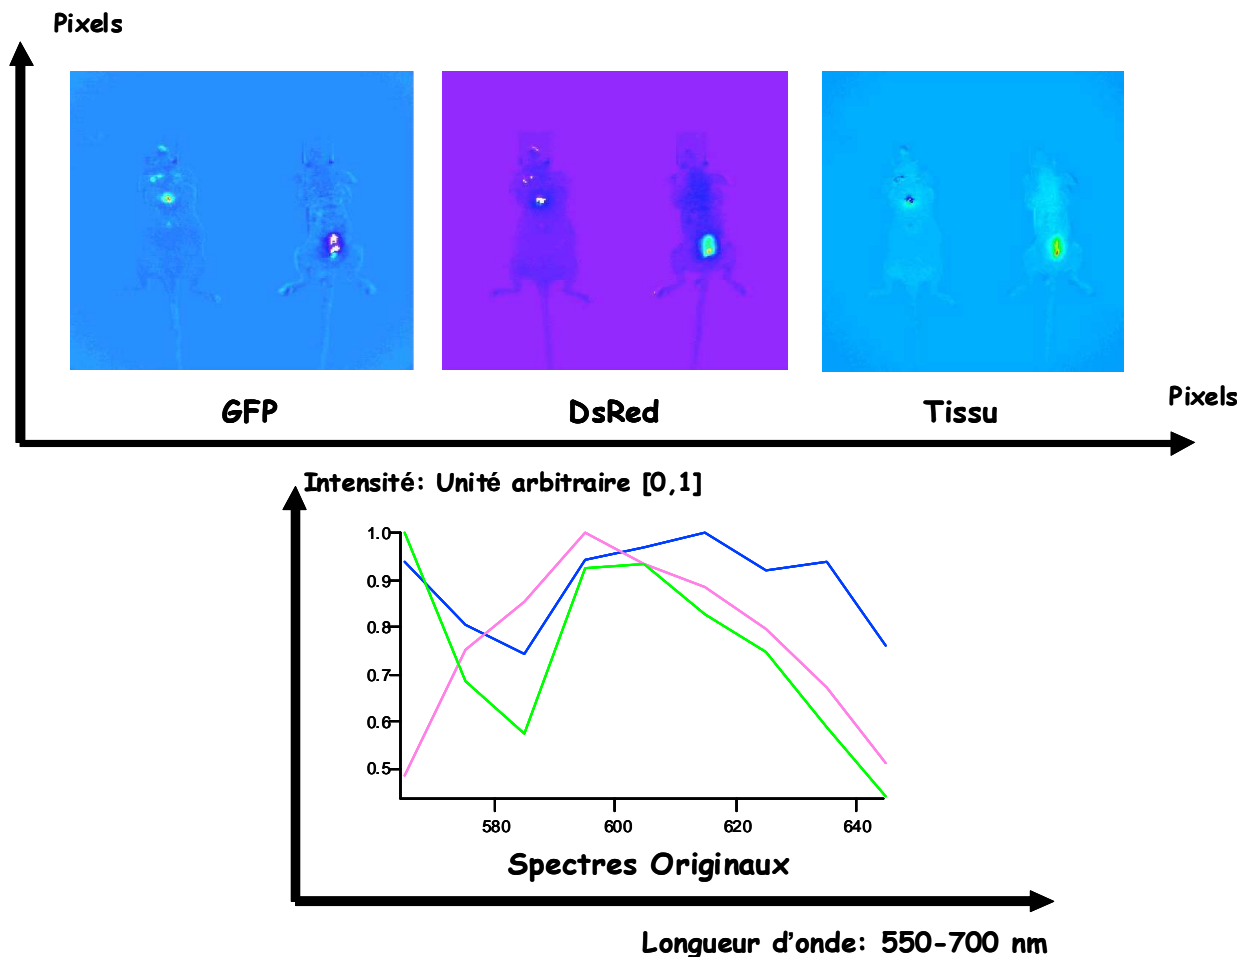 Pixels
GFP
DsRed
Tissu
Pixels
Intensité: Unité arbitraire [0,1]
1.0
0.9
0.8
0.7
0.6
0.5
580 600 620 640
Spectres Originaux
Longueur d'onde: 550-700 nm